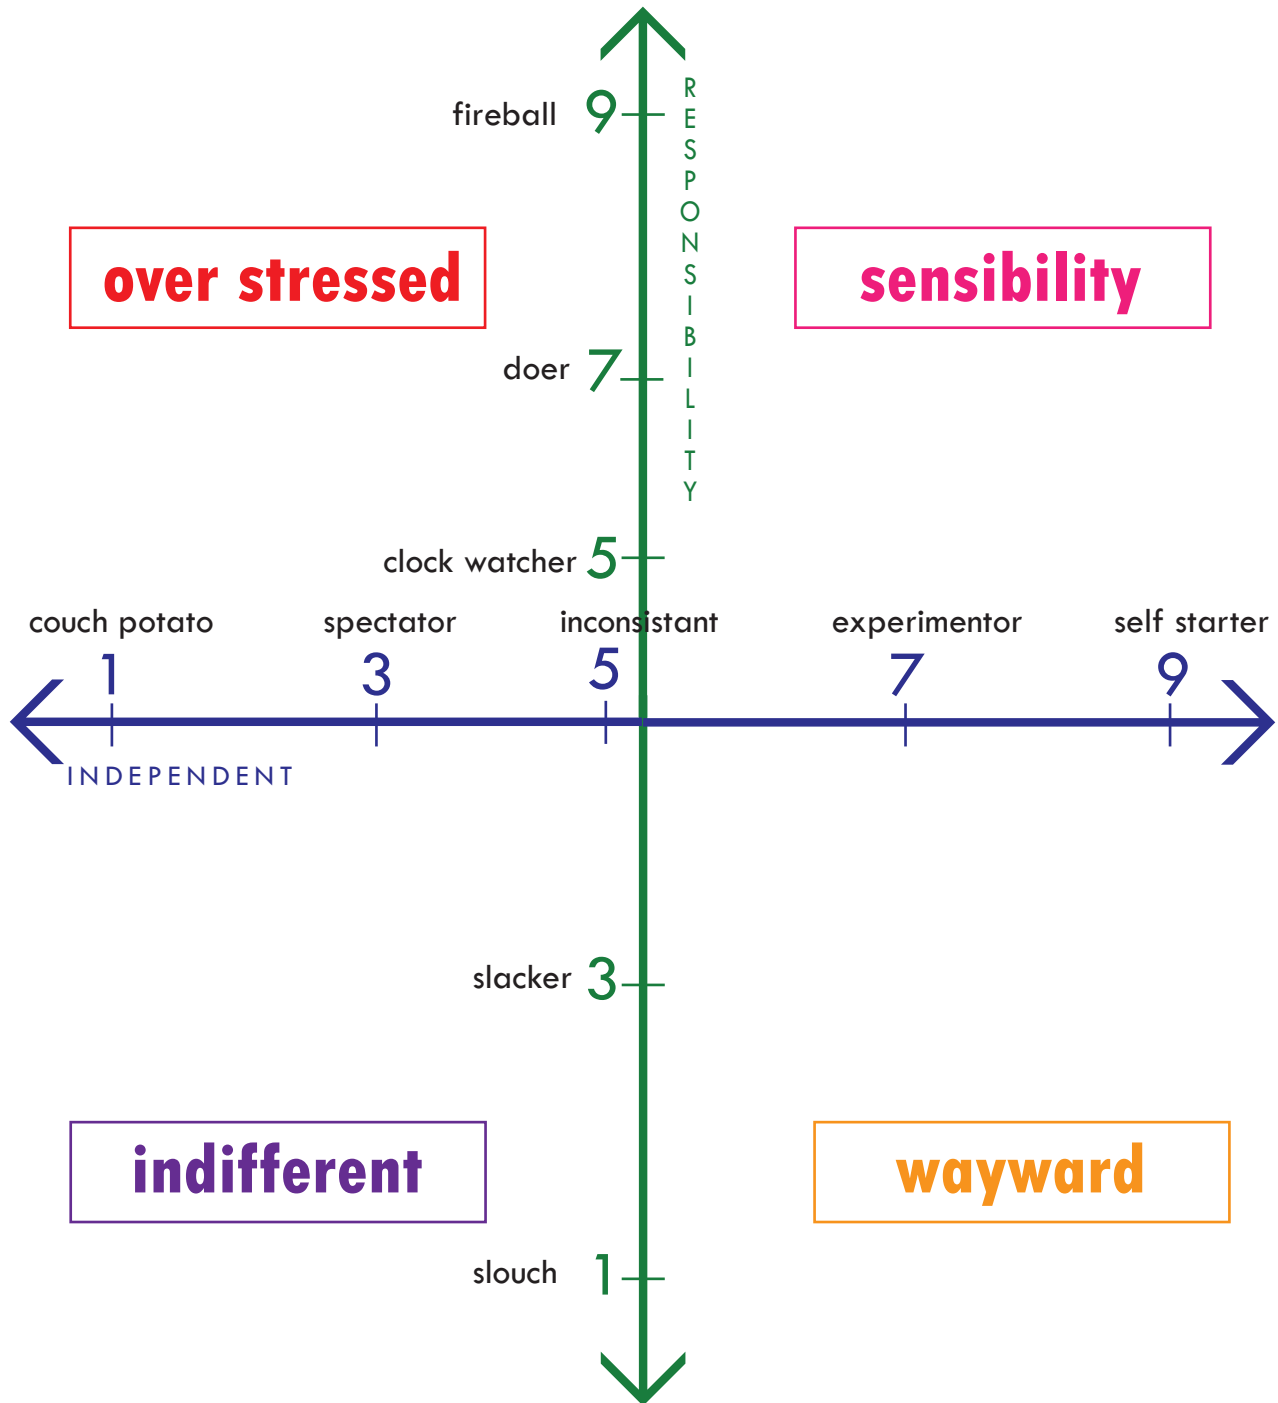 fireball 9
RESPONSIBILITY
over stressed
sensibility
doer 7
clock watcher 5
couch potato spectator inconsistant experimentor self starter
1 3 5 7 9
INDEPENDENT
slacker 3
indifferent
wayward
slouch 1